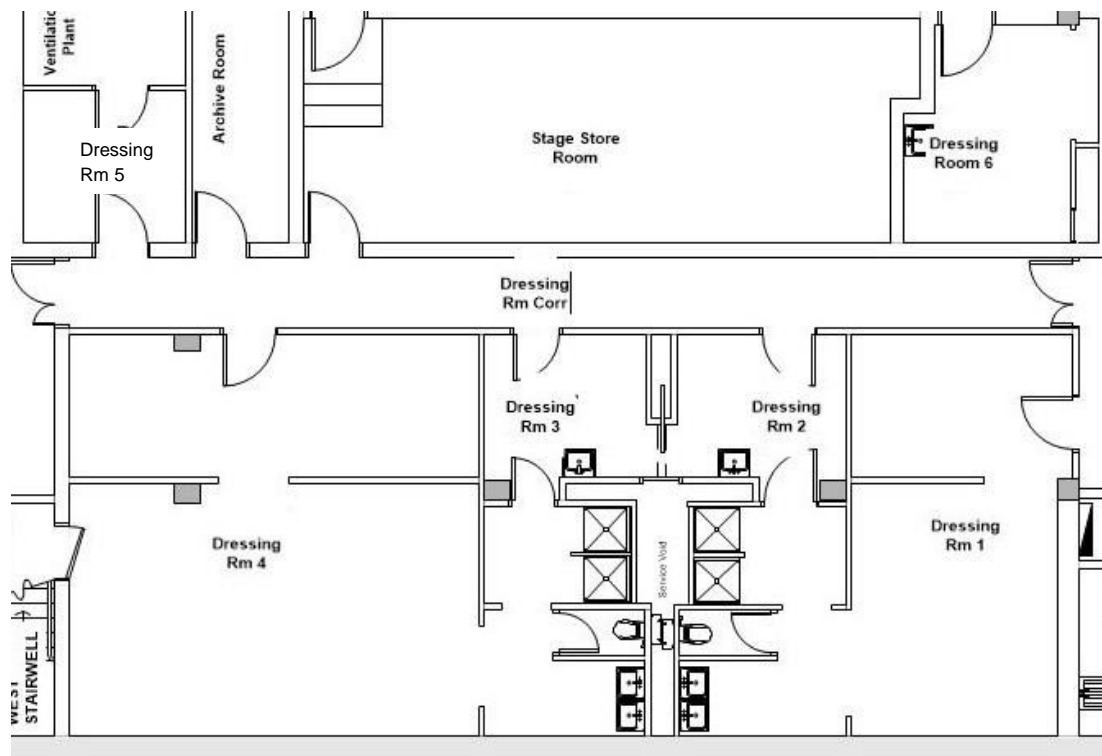 Ventilation
Plant
Archive Room
Dressing
Rm 5
Stage Store
Room
Dressing
Room 6
Dressing
Rm Corr
Dressing
Rm 3
Dressing
Rm 2
Dressing
Rm 4
Dressing
Rm 1
Service Void
WEST
STAIRWELL